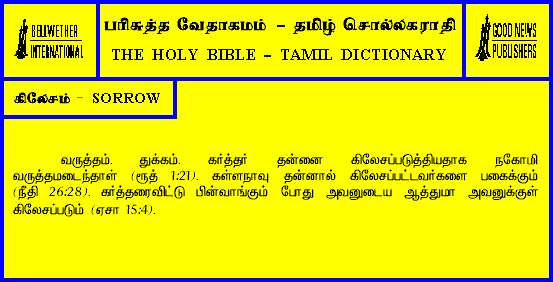 BELLWETHER
INTERNATIONAL
பரிசுத்த வேதாகமம் - தமிழ் சொல்லகராதி
THE HOLY BIBLE - TAMIL DICTIONARY
GOOD NEWS
PUBLISHERS
கிலேசம் - SORROW
வருத்தம். துக்கம். கர்த்தர் தன்னை கிலேசப்படுத்தியதாக நகோமி
வருத்தமடைந்தாள் (ரூத் 1:21). கள்ளநாவு தன்னால் கிலேசப்பட்டவர்களை பகைக்கும்
(நீதி 26:28). கர்த்தரைவிட்டு பின்வாங்கும் போது அவனுடைய ஆத்துமா அவனுக்குள்
கிலேசப்படும் (ஏசா 15:4).